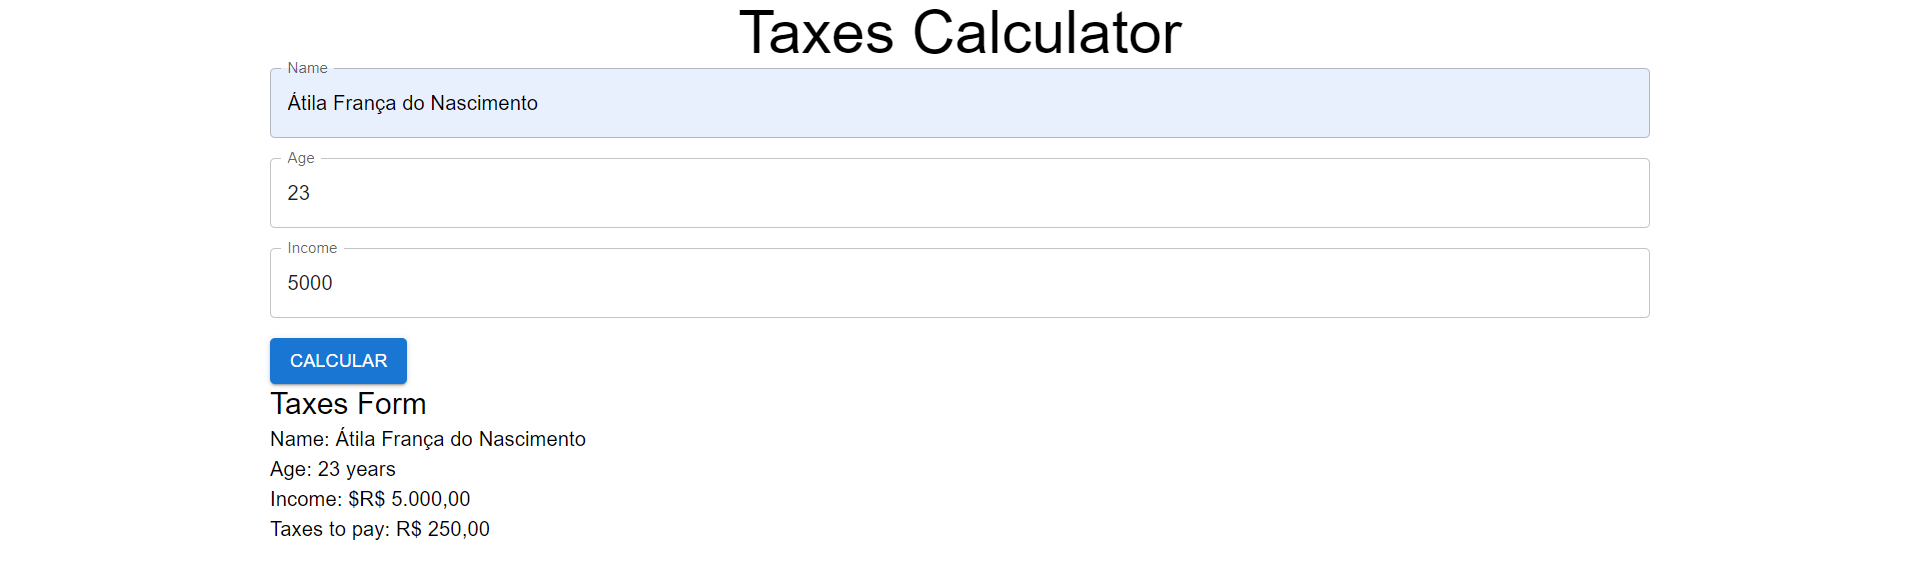 Taxes Calculator
Name
Átila França do Nascimento
Age
23
Income
5000
CALCULAR
Taxes Form
Name: Átila França do Nascimento
Age: 23 years
Income: $R$ 5.000,00
Taxes to pay: R$ 250,00